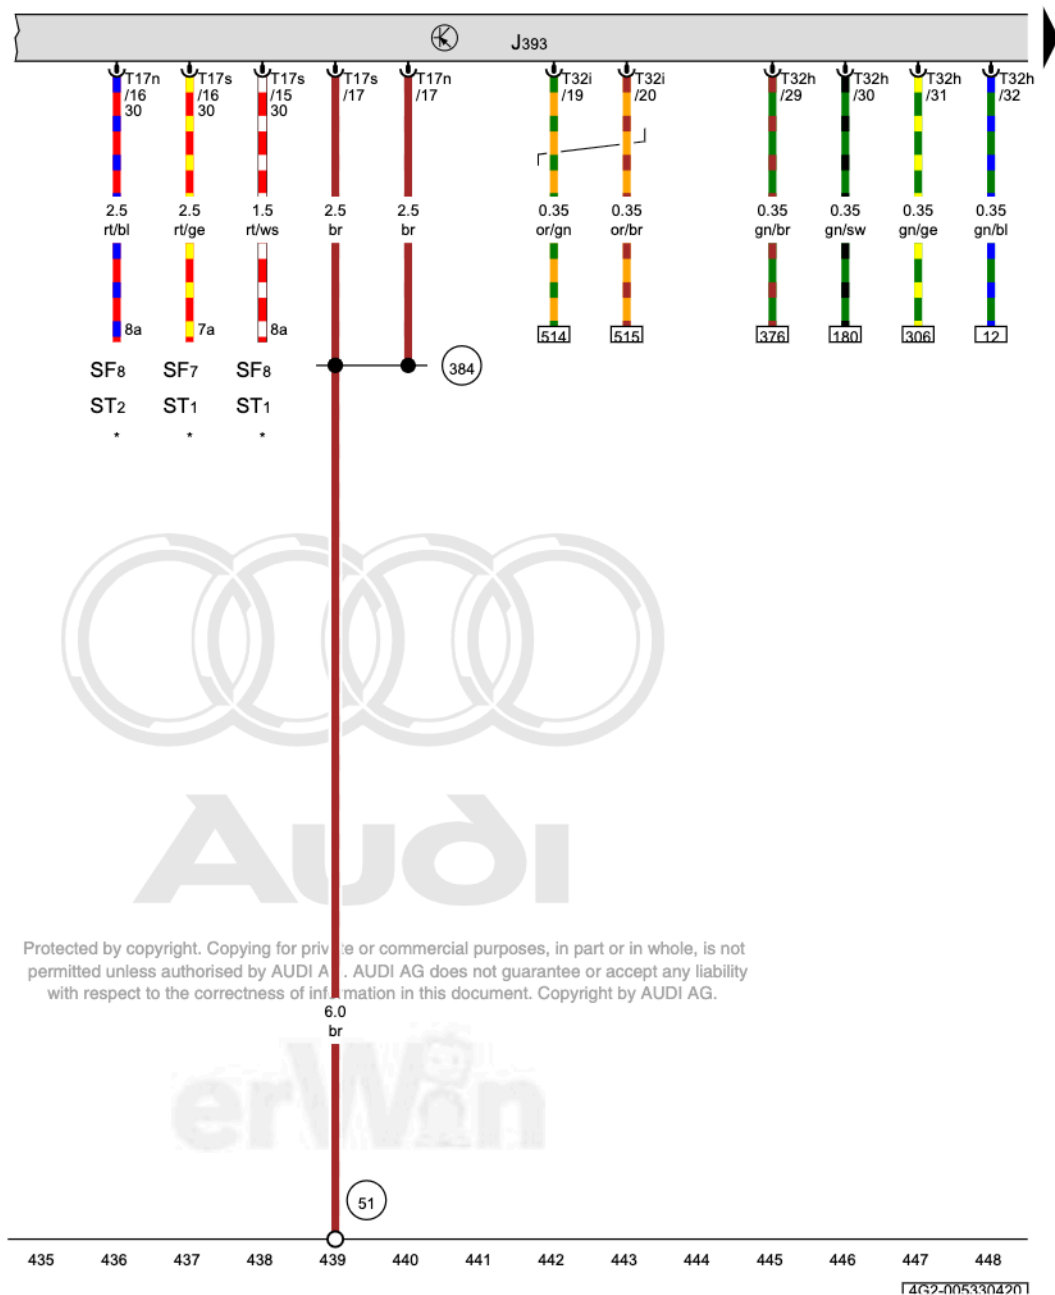 J393
T17n T17s T17s T17s T17n T32i T32i T32h T32h T32h T32h
/16 /16 /15 /17 /17 /19 /20 /29 /30 /31 /32
30 30 30
2.5 2.5 1.5 2.5 2.5 0.35 0.35 0.35 0.35 0.35 0.35
rt/bl rt/ge rt/ws br br or/gn or/br gn/br gn/sw gn/ge gn/bl
8a 7a 8a 514 515 376 180 306 12
SF8 SF7 SF8 384
ST2 ST1 ST1
* * *
Audi
Protected by copyright. Copying for priv te or commercial purposes, in part or in whole, is not
permitted unless authorised by AUDI A . AUDI AG does not guarantee or accept any liability
with respect to the correctness of inf mation in this document. Copyright by AUDI AG.
6.0
br
erWin
51
435 436 437 438 439 440 441 442 443 444 445 446 447 448
4G2-005330420